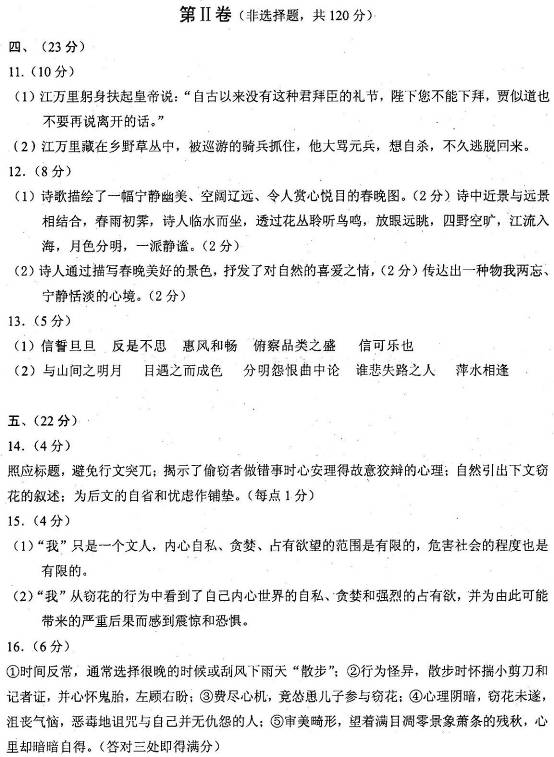 第Ⅱ卷（非选择题，共120分）
四、（23分）
11.（10分）
（1）江万里躬身扶起皇帝说：“自古以来没有这种君拜臣的礼节，陛下您不能下拜，贾似道也
不要再说离开的话。”
（2）江万里藏在乡野草丛中，被巡游的骑兵抓住，他大骂元兵，想自杀，不久逃脱回来。
12.（8分）
（1）诗歌描绘了一幅宁静幽美、空阔辽远、令人赏心悦目的春晚图。（2分）诗中近景与远景
相结合，春雨初霁，诗人临水而坐，透过花丛聆听鸟鸣，放眼远眺，四野空旷，江流入
海，月色分明，一派静谧。（2分）
（2）诗人通过描写春晚美好的景色，抒发了对自然的喜爱之情，（2分）传达出一种物我两忘、
宁静恬淡的心境。（2分）
13.（5分）
（1）信誓旦旦 反是不思 惠风和畅 俯察品类之盛 信可乐也
（2）与山间之明月 目遇之而成色 分明怨恨曲中论 谁悲失路之人 萍水相逢
五、（22分）
14.（4分）
照应标题，避免行文突兀；揭示了偷窃者做错事时心安理得故意狡辩的心理；自然引出下文窃
花的叙述；为后文的自省和忧虑作铺垫。（每点1分）
15.（4分）
（1）“我”只是一个文人，内心自私、贪婪、占有欲望的范围是有限的，危害社会的程度也是
有限的。
（2）“我”从窃花的行为中看到了自己内心世界的自私、贪婪和强烈的占有欲，并为由此可能
带来的严重后果而感到震惊和恐惧。
16.（6分）
①时间反常，通常选择很晚的时候或刮风下雨天“散步”；②行为怪异，散步时怀揣小剪刀和
记者证，并心怀鬼胎，左顾右盼；③费尽心机，竟怂恿儿子参与窃花；④心理阴暗，窃花未遂，
沮丧气恼，恶毒地诅咒与自己并无仇怨的人；⑤审美畸形，望着满目凋零景象萧条的残秋，心
里却暗暗自得。（答对三处即得满分）